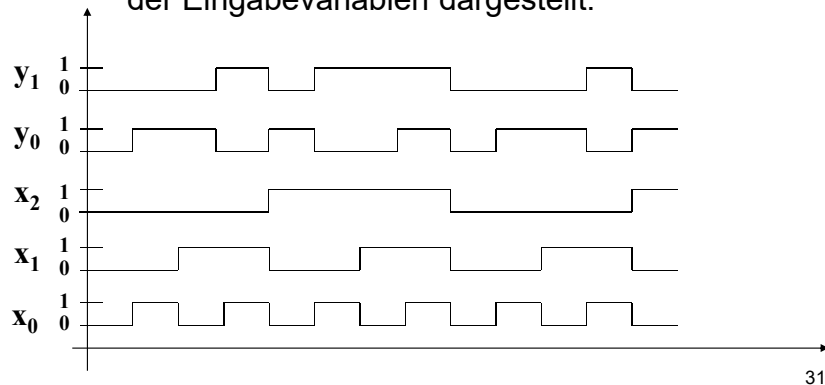 der Eingabevariablen dargestellt.
y1 1
0
y0 1
0
x2 1
0
x1 1
0
x0 1
0
31